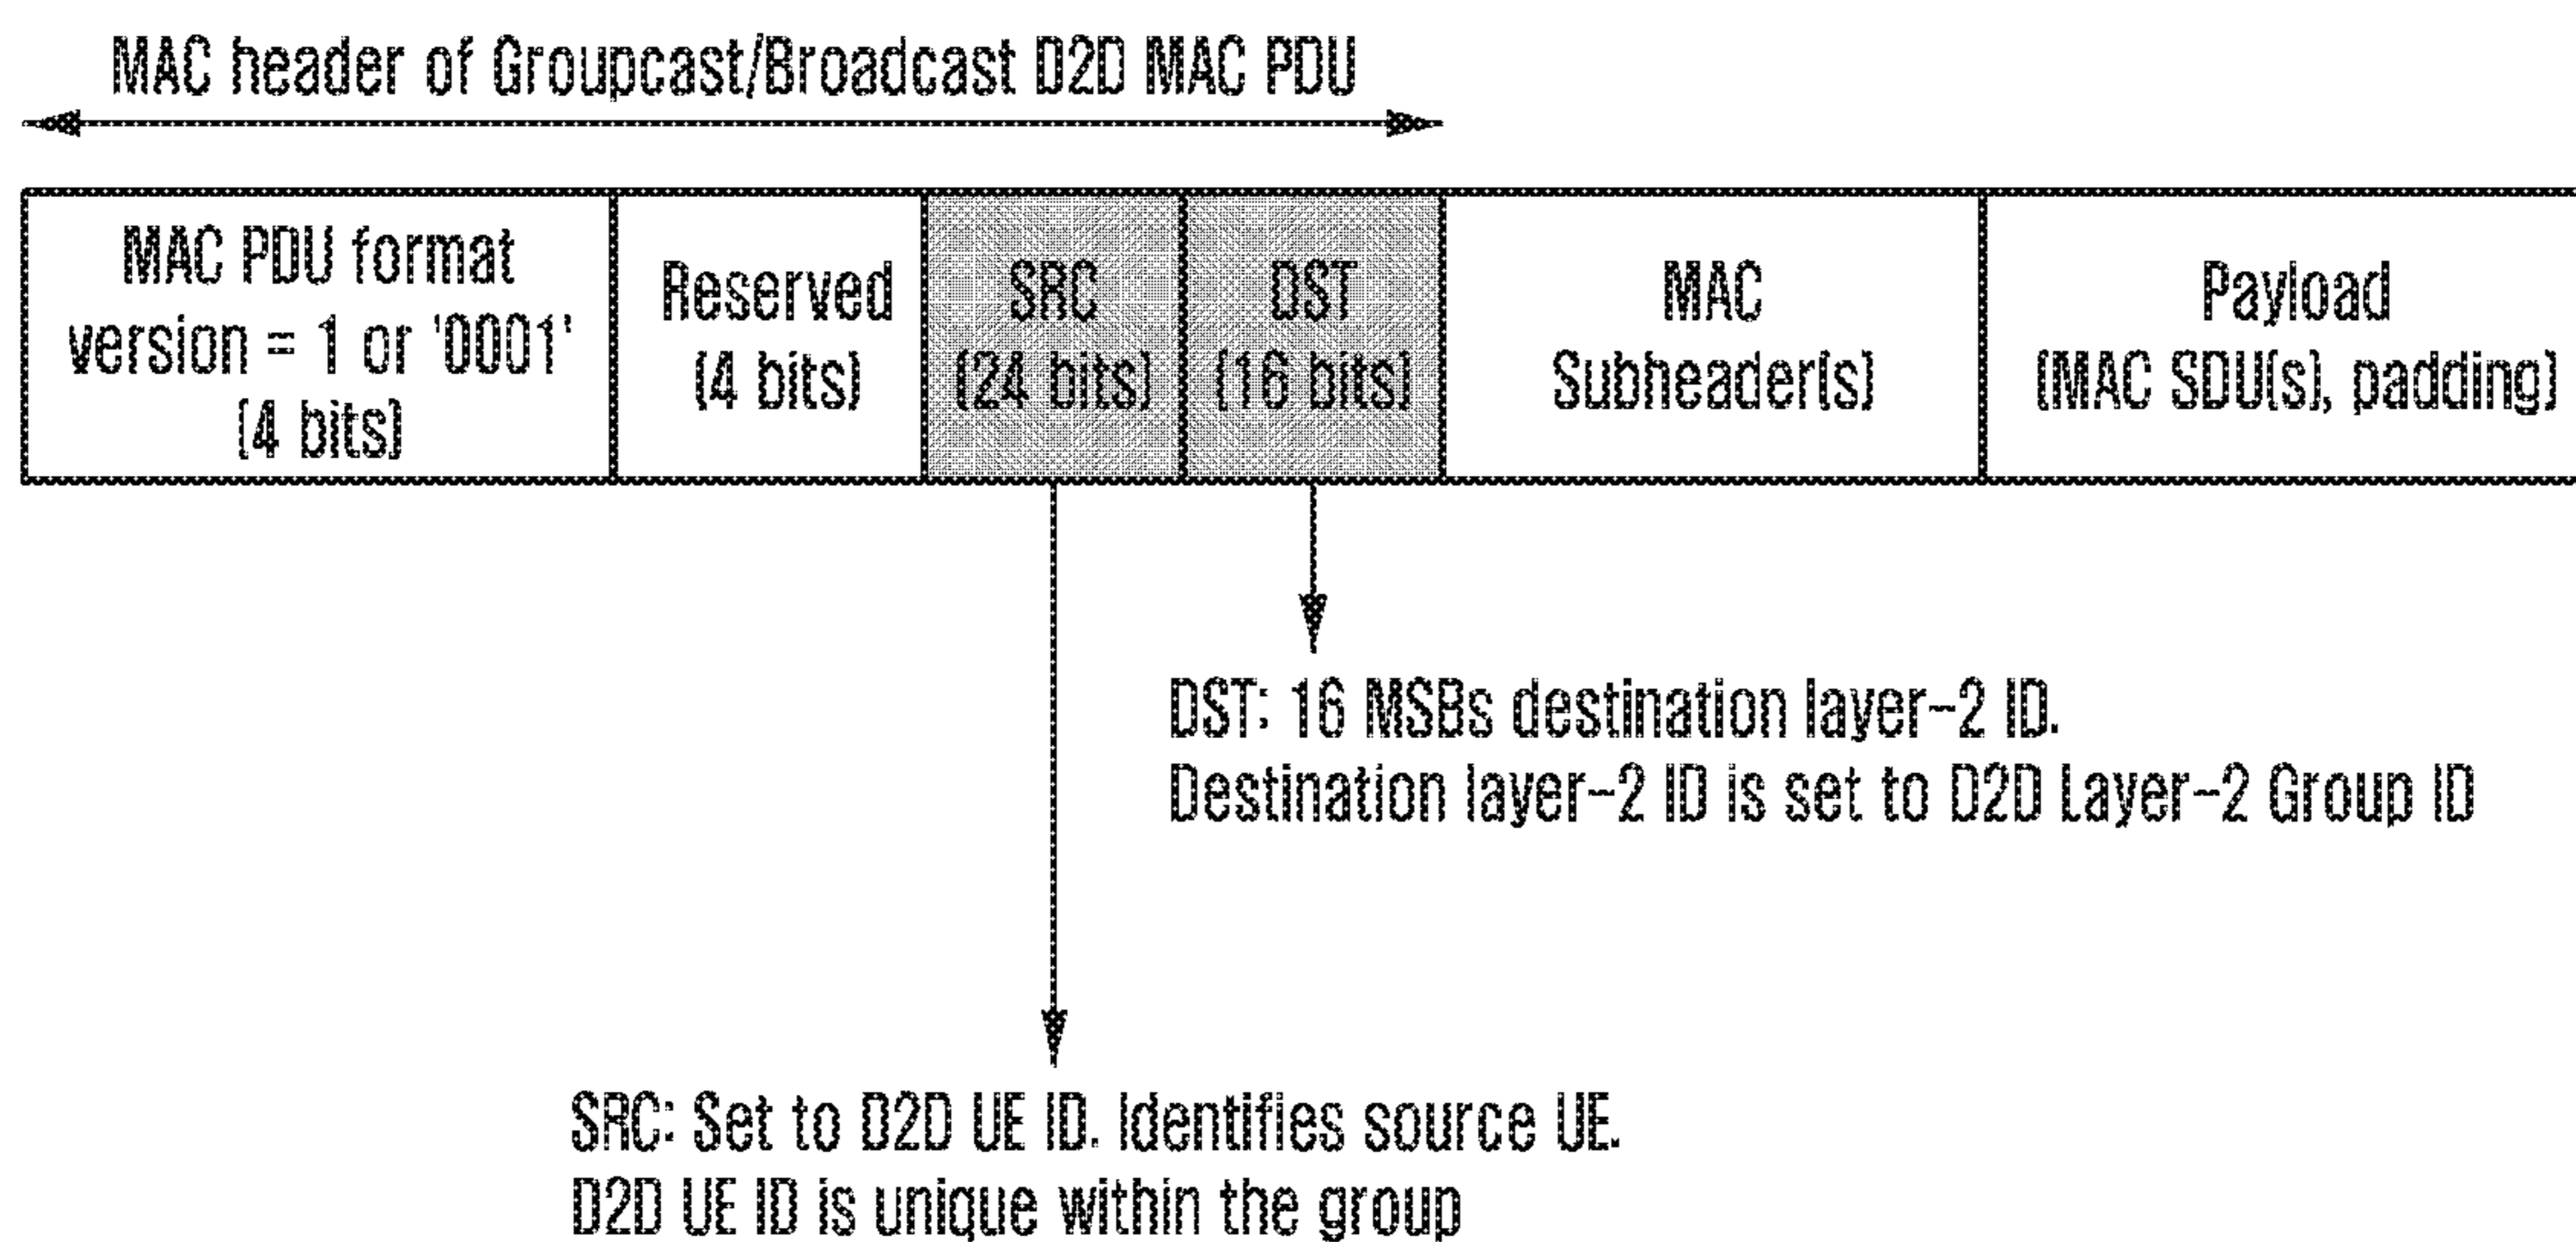 MAC header of Groupcast/Broadcast D2D MAC PDU
MAC PDU format
version = 1 or '0001'
(4 bits)
Reserved
(4 bits)
SRC
(24 bits)
DST
(16 bits)
MAC
Subheader(s)
Payload
(MAC SDU(s), padding)
DST: 16 MSBs destination layer-2 ID.
Destination layer-2 ID is set to D2D Layer-2 Group ID
SRC: Set to D2D UE ID. Identifies source UE.
D2D UE ID is unique within the group